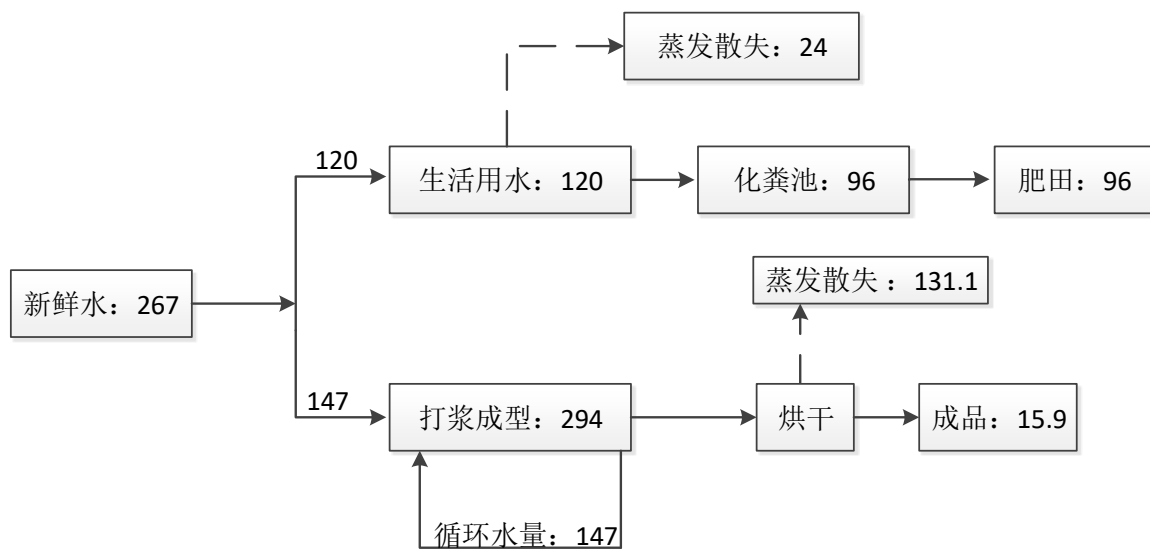 蒸发散失：24
120
生活用水：120
化粪池：96
肥田：96
蒸发散失 ：131.1
新鲜水：267
147
打浆成型：294
烘干
成品：15.9
循环水量：147